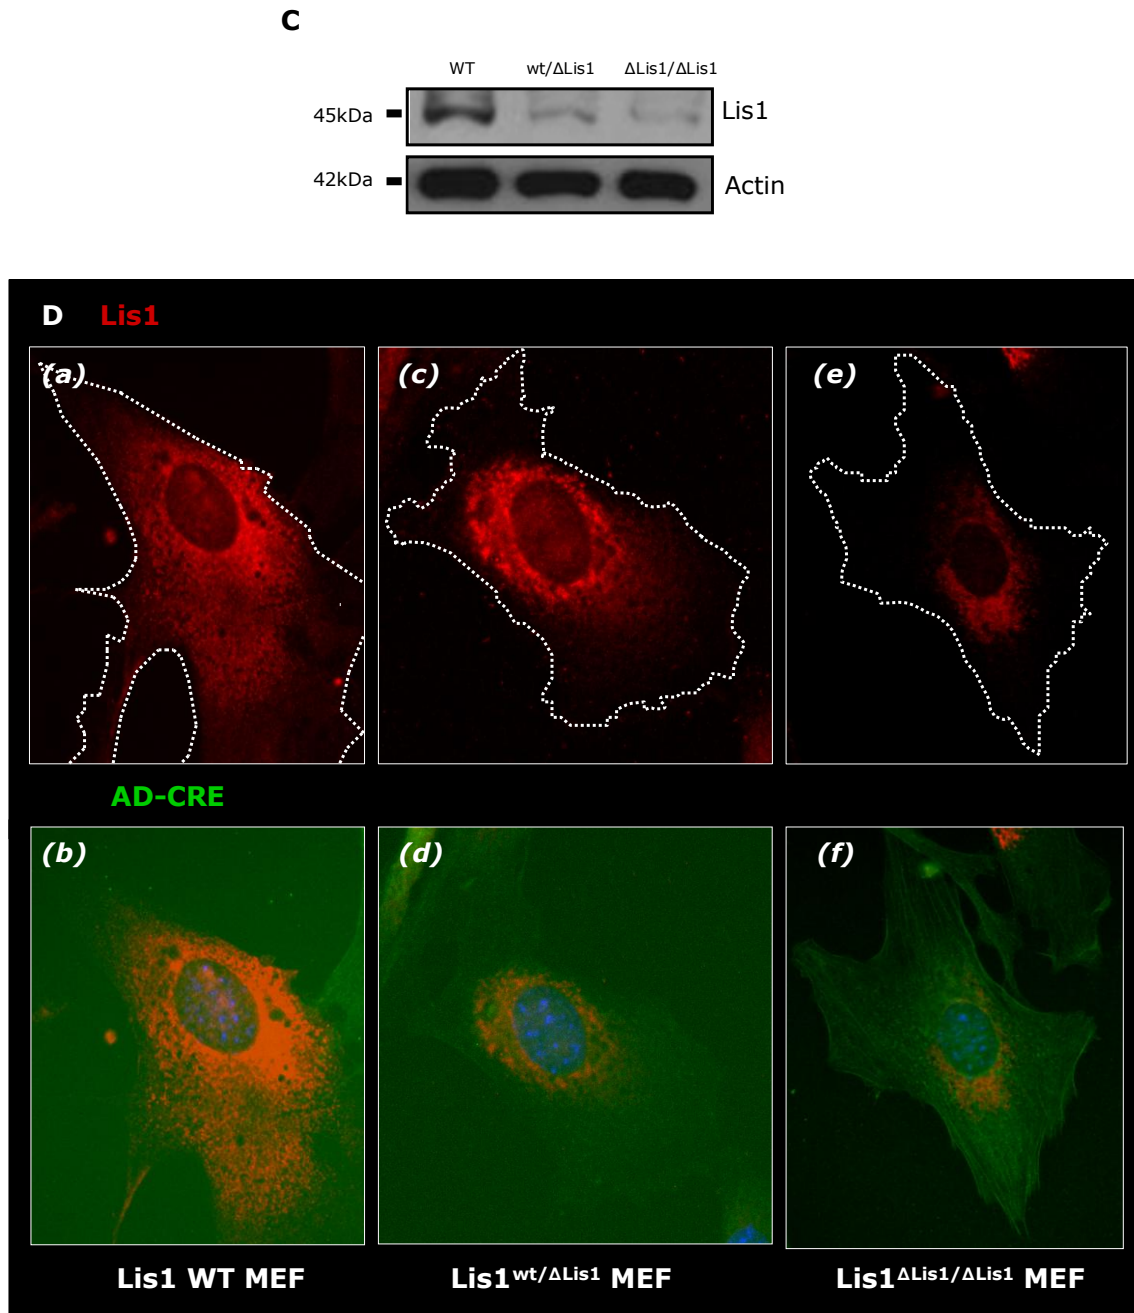 C
WT wt/ΔLis1 ΔLis1/ΔLis1
45kDa Lis1
42kDa Actin
D Lis1
(a) (c) (e)
AD-CRE
(b) (d) (f)
Lis1 WT MEF Lis1wt/ΔLis1 MEF Lis1ΔLis1/ΔLis1 MEF